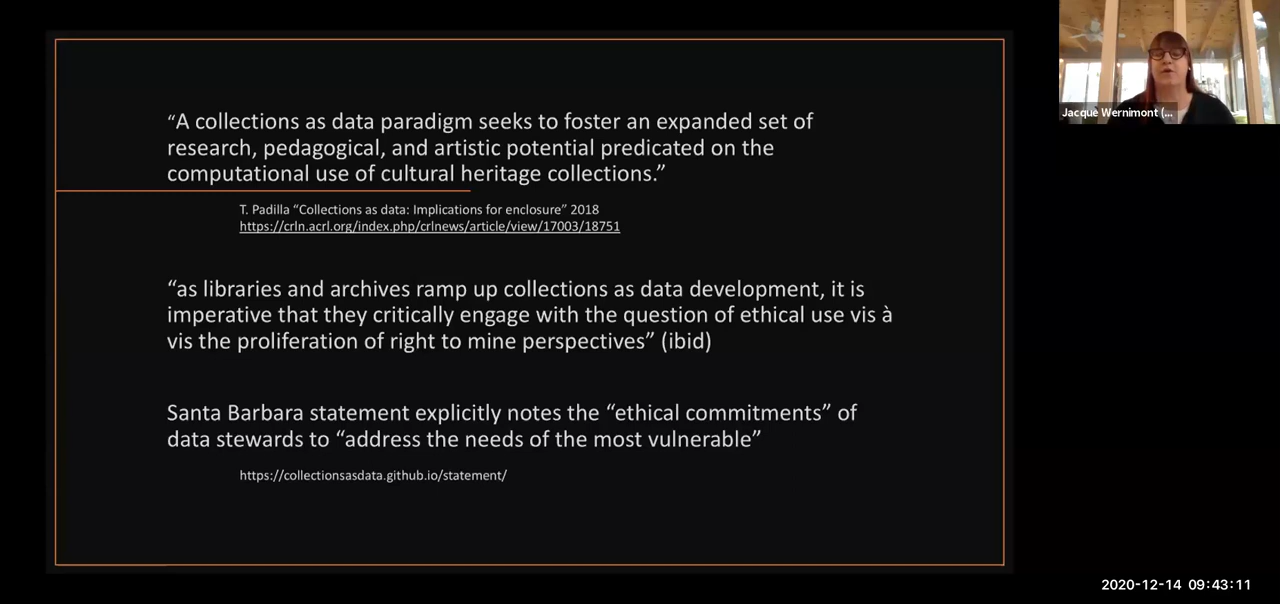 “A collections as data paradigm seeks to foster an expanded set of
research, pedagogical, and artistic potential predicated on the
computational use of cultural heritage collections.”
T. Padilla “Collections as data: Implications for enclosure” 2018
https://crln.acrl.org/index.php/crlnews/article/view/17003/18751
“as libraries and archives ramp up collections as data development, it is
imperative that they critically engage with the question of ethical use vis à
vis the proliferation of right to mine perspectives” (ibid)
Santa Barbara statement explicitly notes the “ethical commitments” of
data stewards to “address the needs of the most vulnerable”
https://collectionsasdata.github.io/statement/
Jacque Wernimont (...
2020-12-14 09:43:11